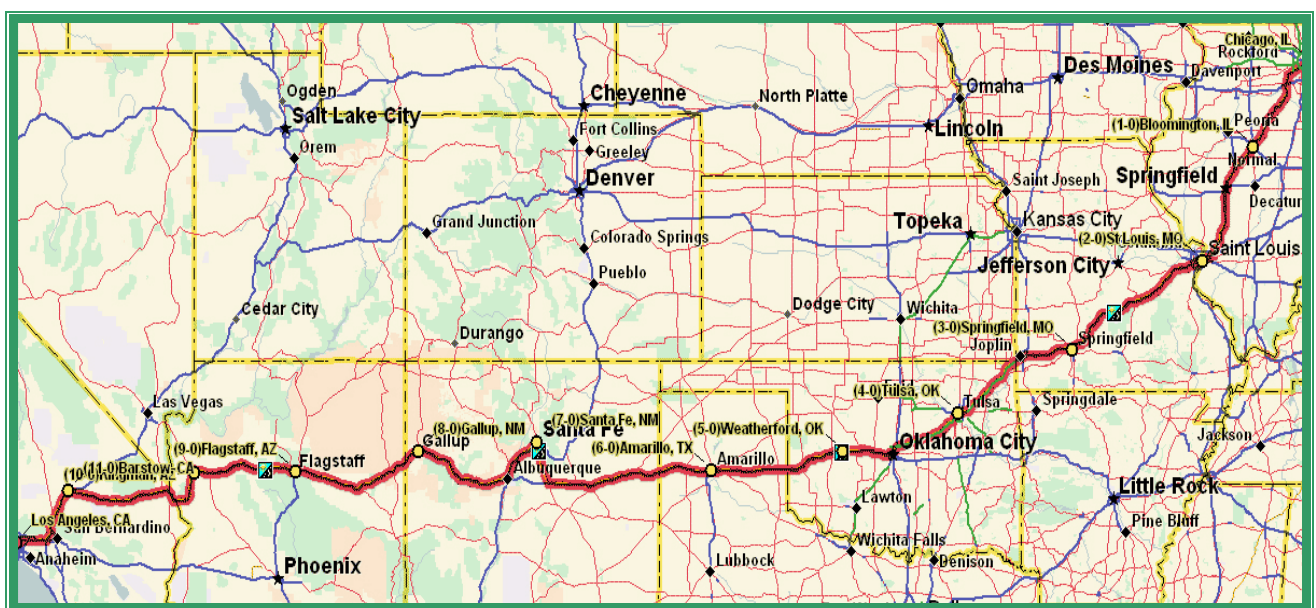 Chicago, IL
Rockford
Des Moines
Davenport
Ogden
Omaha
Cheyenne
North Platte
Salt Lake City
Peoria
(1-0)Bloomington, IL
Lincoln
Fort Collins
Greeley
Orem
Normal
Denver
Springfield
Saint Joseph
Decatur
Grand Junction
Topeka
Kansas City
Colorado Springs
(2-0)St Louis, MO
Saint Louis
Jefferson City
Pueblo
Dodge City
Wichita
Cedar City
(3-0)Springfield, MO
Durango
Joplin
Springfield
(4-0)Tulsa, OK
Tulsa
Las Vegas
Springdale
(7-0)Santa Fe, NM
(8-0)Gallup, NM
Santa Fe
(5-0)Weatherford, OK
Jackson
Gallup
(9-0)Flagstaff, AZ
(6-0)Amarillo, TX
Oklahoma City
Amarillo
Albuquerque
Flagstaff
(11-0)Barstow, CA
Little Rock
Lawton
Los Angeles, CA
San Bernardino
Pine Bluff
Wichita Falls
Anaheim
Phoenix
Lubbock
Denison